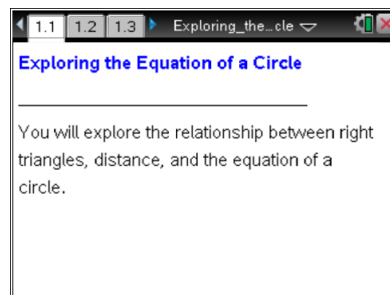 1.1 1.2 1.3 Exploring_the…cle
Exploring the Equation of a Circle
You will explore the relationship between right
triangles, distance, and the equation of a
circle.